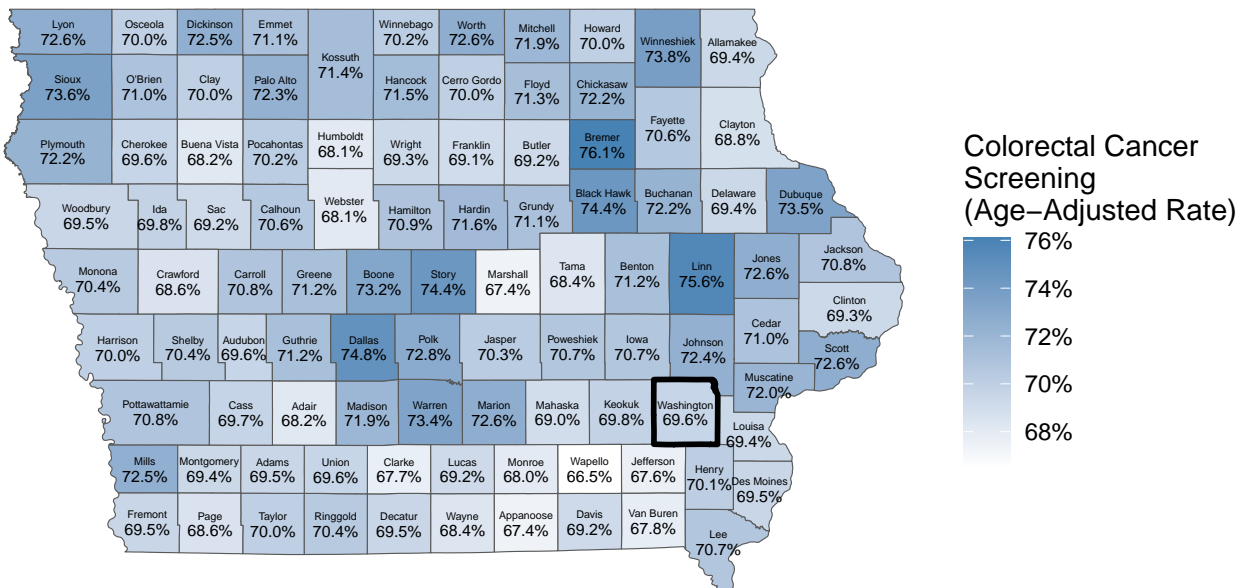 Lyon
72.6%
Osceola
70.0%
Dickinson
72.5%
Emmet
71.1%
Kossuth
71.4%
Winnebago
70.2%
Worth
72.6%
Mitchell
71.9%
Howard
70.0%
Winneshiek
73.8%
Allamakee
69.4%
Sioux
73.6%
O'Brien
71.0%
Clay
70.0%
Palo Alto
72.3%
Hancock
71.5%
Cerro Gordo
70.0%
Floyd
71.3%
Chickasaw
72.2%
Fayette
70.6%
Clayton
68.8%
Plymouth
72.2%
Cherokee
69.6%
Buena Vista
68.2%
Pocahontas
70.2%
Humboldt
68.1%
Wright
69.3%
Franklin
69.1%
Butler
69.2%
Bremer
76.1%
Woodbury
69.5%
Ida
69.8%
Sac
69.2%
Calhoun
70.6%
Webster
68.1%
Hamilton
70.9%
Hardin
71.6%
Grundy
71.1%
Black Hawk
74.4%
Buchanan
72.2%
Delaware
69.4%
Dubuque
73.5%
Monona
70.4%
Crawford
68.6%
Carroll
70.8%
Greene
71.2%
Boone
73.2%
Story
74.4%
Marshall
67.4%
Tama
68.4%
Benton
71.2%
Linn
75.6%
Jones
72.6%
Jackson
70.8%
Clinton
69.3%
Harrison
70.0%
Shelby
70.4%
Audubon
69.6%
Guthrie
71.2%
Dallas
74.8%
Polk
72.8%
Jasper
70.3%
Poweshiek
70.7%
Iowa
70.7%
Johnson
72.4%
Cedar
71.0%
Scott
72.6%
Muscatine
72.0%
Pottawattamie
70.8%
Cass
69.7%
Adair
68.2%
Madison
71.9%
Warren
73.4%
Marion
72.6%
Mahaska
69.0%
Keokuk
69.8%
Washington
69.6%
Louisa
69.4%
Mills
72.5%
Montgomery
69.4%
Adams
69.5%
Union
69.6%
Clarke
67.7%
Lucas
69.2%
Monroe
68.0%
Wapello
66.5%
Jefferson
67.6%
Henry
70.1%
Des Moines
69.5%
Fremont
69.5%
Page
68.6%
Taylor
70.0%
Ringgold
70.4%
Decatur
69.5%
Wayne
68.4%
Appanoose
67.4%
Davis
69.2%
Van Buren
67.8%
Lee
70.7%
Colorectal Cancer
Screening
(Age−Adjusted Rate)
76%
74%
72%
70%
68%